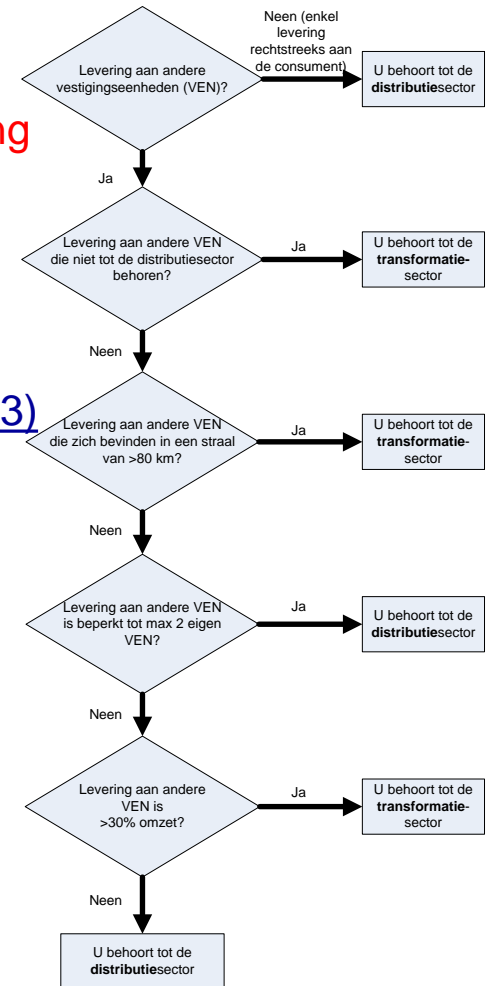 Neen (enkel
levering
rechtstreeks aan
de consument)
Levering aan andere
vestigingseenheden (VEN)?
U behoort tot de
distributiesector
ng
Ja
Levering aan andere VEN
die niet tot de distributiesector
behoren?
Ja
U behoort tot de
transformatie-
sector
Neen
3)
Levering aan andere VEN
die zich bevinden in een straal
van >80 km?
Ja
U behoort tot de
transformatie-
sector
Neen
Levering aan andere VEN
is beperkt tot max 2 eigen
VEN?
Ja
U behoort tot de
distributiesector
Neen
Levering aan andere
VEN is
>30% omzet?
Ja
U behoort tot de
transformatie-
sector
Neen
U behoort tot de
distributiesector